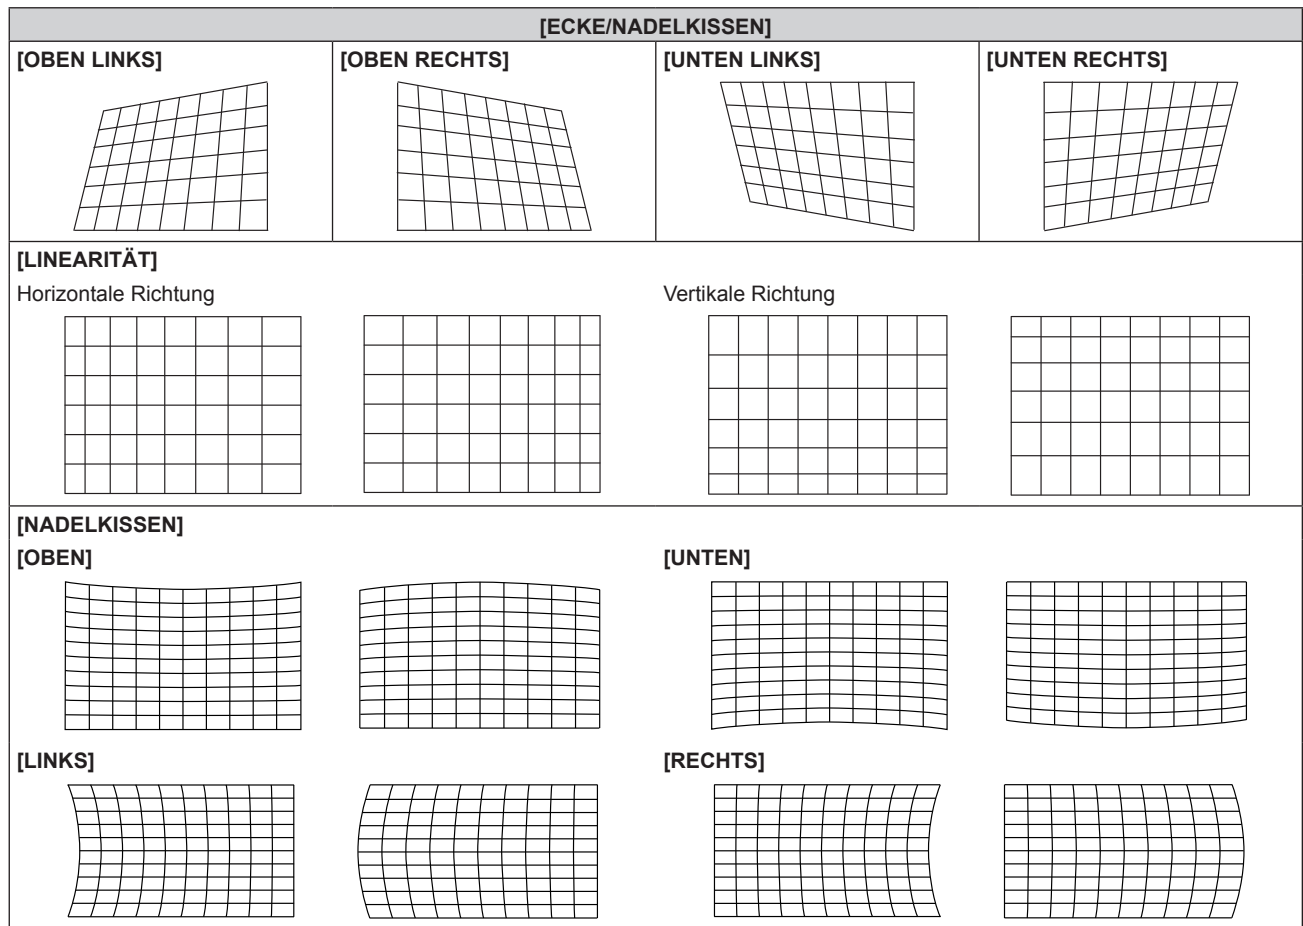 [ECKE/NADELKISSEN]
[OBEN LINKS]
[OBEN RECHTS]
[UNTEN LINKS]
[UNTEN RECHTS]
[LINEARITÄT]
Horizontale Richtung
Vertikale Richtung
[NADELKISSEN]
[OBEN]
[UNTEN]
[LINKS]
[RECHTS]